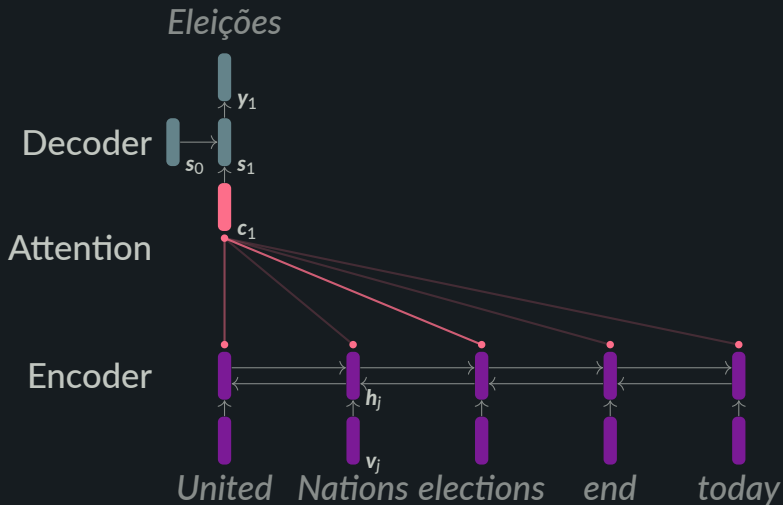 Eleições
y1
Decoder
s0
s1
c1
Attention
Encoder
hj
vj
United Nations elections end today